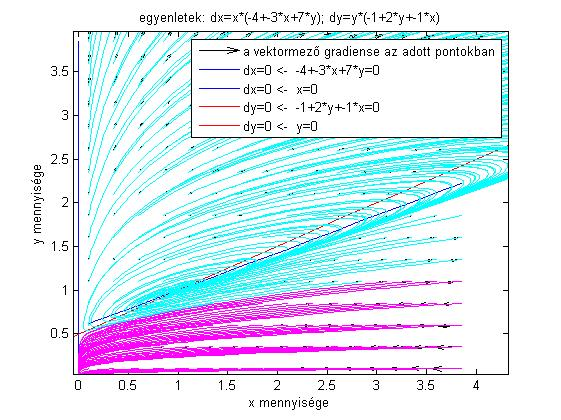 egyenletek: dx=x*(-4+-3*x+7*y); dy=y*(-1+2*y+-1*x)
a vektormező gradiense az adott pontokban
dx=0 <- -4+-3*x+7*y=0
dx=0 <- x=0
dy=0 <- -1+2*y+-1*x=0
dy=0 <- y=0
3.5
3
2.5
2
1.5
1
0.5
y mennyisége
0 0.5 1 1.5 2 2.5 3 3.5 4
x mennyisége